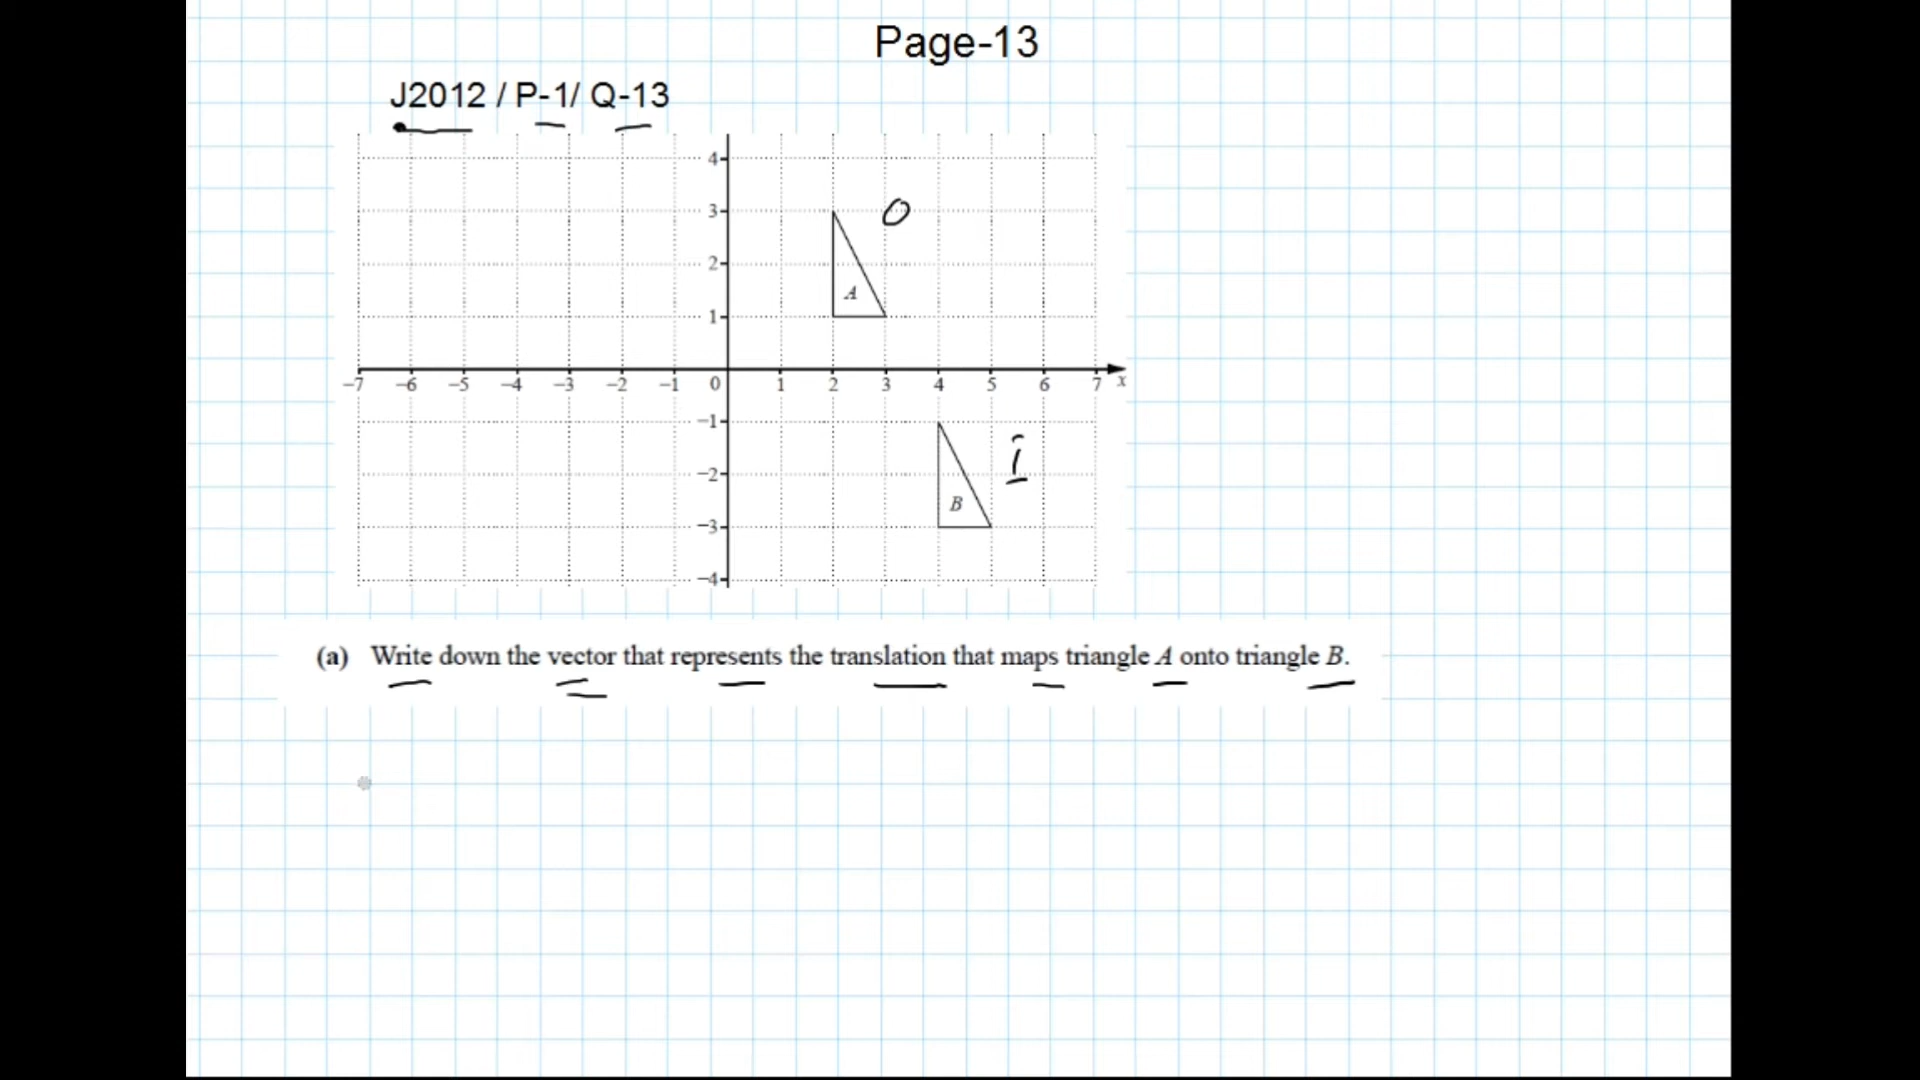 Page-13
J2012 / P-1/ Q-13
4
3
O
2
A
1
-7 -6 -5 -4 -3 -2 -1 0 1 2 3 4 5 6 7 x
-1
i
-2
B
-3
-4
(a) Write down the vector that represents the translation that maps triangle A onto triangle B.